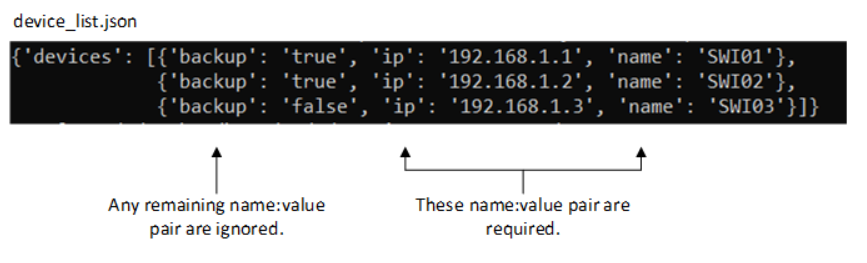 device_list.json
{'devices': [{'backup': 'true', 'ip': '192.168.1.1', 'name': 'SWI01'},
{'backup': 'true', 'ip': '192.168.1.2', 'name': 'SWI02'},
{'backup': 'false', 'ip': '192.168.1.3', 'name': 'SWI03'}]}
Any remaining name:value
pair are ignored.
These name:value pair are
required.